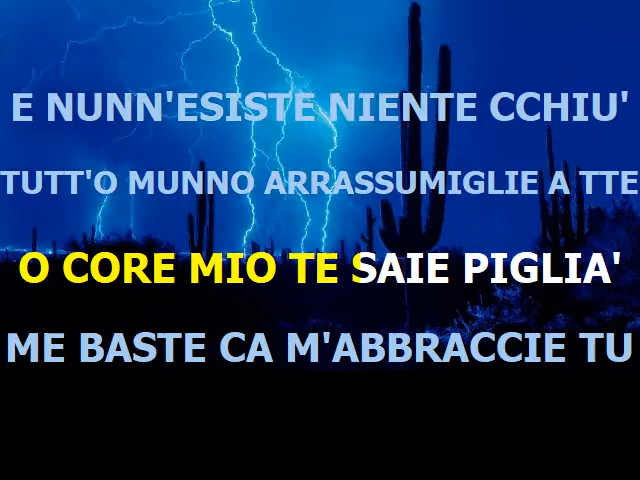 E NUNN'ESISTE NIENTE CCHIU'
TUTT'O MUNNO ARRASSUMIGLIE A TTE
O CORE MIO TE SAIE PIGLIA'
ME BASTE CA M'ABBRACCIE TU